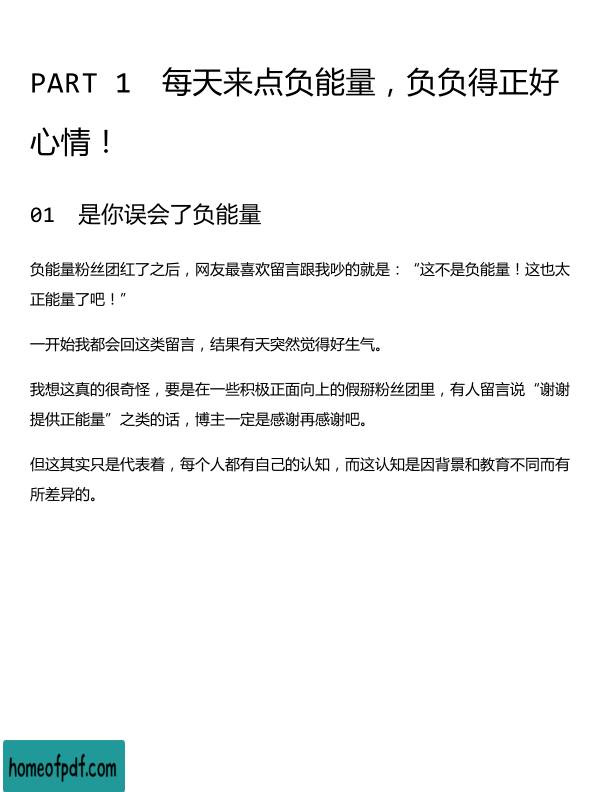 PART 1 每天来点负能量，负负得正好
心情！
01 是你误会了负能量
负能量粉丝团红了之后，网友最喜欢留言跟我吵的就是：“这不是负能量！这也太
正能量了吧！”
一开始我都会回这类留言，结果有天突然觉得好生气。
我想这真的很奇怪，要是在一些积极正面向上的假掰粉丝团里，有人留言说“谢谢
提供正能量”之类的话，博主一定是感谢再感谢吧。
但这其实只是代表着，每个人都有自己的认知，而这认知是因背景和教育不同而有
所差异的。
homeofpdf.com